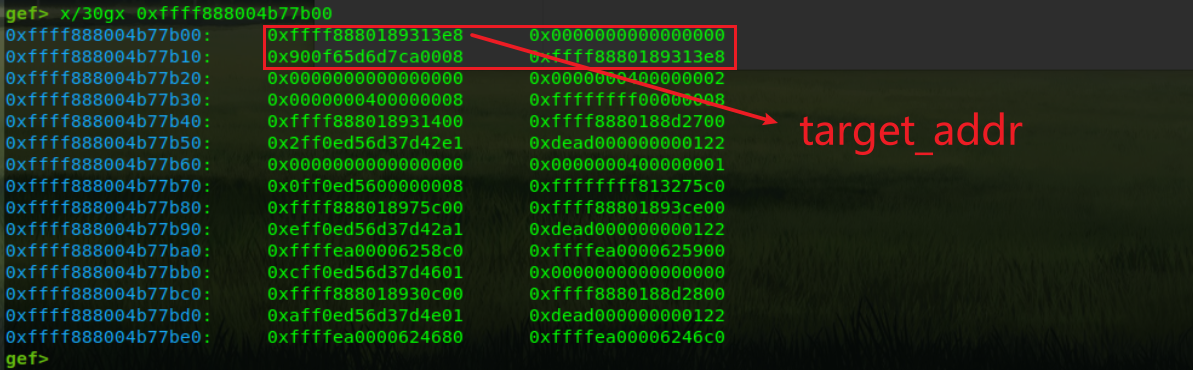 gef> x/30gx 0xffff888004b77b00
0xffff888004b77b00: 0xffff8880189313e8 0x0000000000000000
0xffff888004b77b10: 0x900f65d6d7ca0008 0xffff8880189313e8
0xffff888004b77b20: 0x0000000000000000 0x0000000400000002
0xffff888004b77b30: 0x0000000400000008 0xffffffff00000008
0xffff888004b77b40: 0xffff888018931400 0xffff8880188d2700
0xffff888004b77b50: 0x2ff0ed56d37d42e1 0xdead000000000122
0xffff888004b77b60: 0x0000000000000000 0x0000000400000001
0xffff888004b77b70: 0x0ff0ed5600000008 0xffffffff813275c0
0xffff888004b77b80: 0xffff888018975c00 0xffff88801893ce00
0xffff888004b77b90: 0xeff0ed56d37d42a1 0xdead000000000122
0xffff888004b77ba0: 0xffffea00006258c0 0xffffea0000625900
0xffff888004b77bb0: 0xcff0ed56d37d4601 0x0000000000000000
0xffff888004b77bc0: 0xffff888018930c00 0xffff8880188d2800
0xffff888004b77bd0: 0xaff0ed56d37d4e01 0xdead000000000122
0xffff888004b77be0: 0xffffea0000624680 0xffffea00006246c0
gef>
target_addr